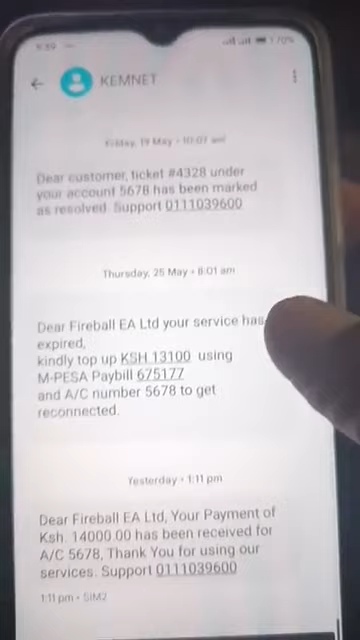 9:39
KEMNET
Friday, 19 May • 10:07 am
Dear customer, ticket #4328 under
your account 5678 has been marked
as resolved. Support 0111039600
Thursday, 25 May • 8:01 am
Dear Fireball EA Ltd your service has
expired,
kindly top up KSH 13100 using
M-PESA Paybill 675177
and A/C number 5678 to get
reconnected.
Yesterday • 1:11 pm
Dear Fireball EA Ltd, Your Payment of
Ksh. 14000.00 has been received for
A/C 5678, Thank You for using our
services. Support 0111039600
1:11 pm • SIM2